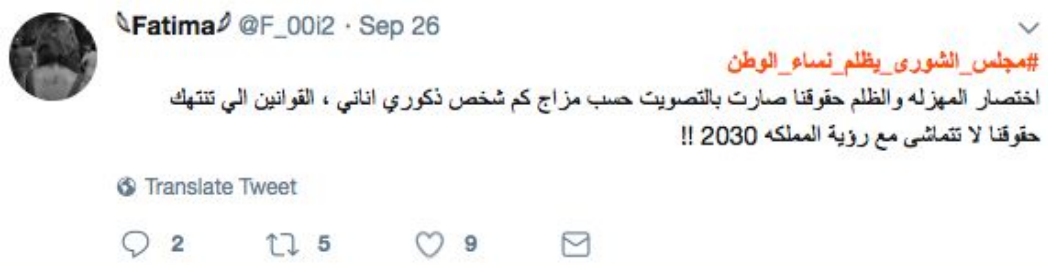 Fatima @F_00i2 · Sep 26
#مجلس_الشورى_يظلم_نساء_الوطن
اختصار المهزله والظلم حقوقنا صارت بالتصويت حسب مزاج كم شخص ذكوري اناني ، القوانين الي تنتهك
حقوقنا لا تتماشى مع رؤية المملكه 2030 !!
Translate Tweet
2 5 9